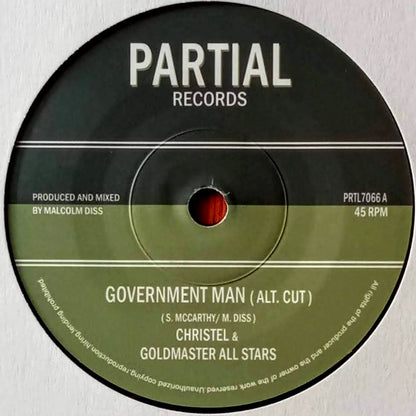 PARTIAL
RECORDS
PRODUCED AND MIXED
BY MALCOLM DISS
PRTL7066 A
45 RPM
GOVERNMENT MAN ( ALT. CUT )
( S. MCCARTHY/ M. DISS )
CHRISTEL &
GOLDMASTER ALL STARS
All rights of the producer and the owner of the work reserved. Unauthorized copying, reproduction, hiring, lending prohibited.